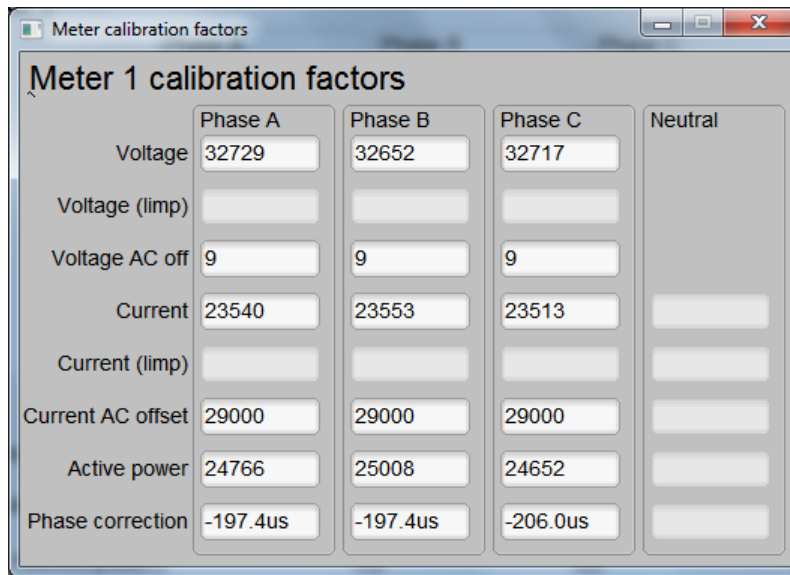 Meter calibration factors
Meter 1 calibration factors
Phase A Phase B Phase C Neutral
Voltage 32729 32652 32717
Voltage (limp)
Voltage AC off 9 9 9
Current 23540 23553 23513
Current (limp)
Current AC offset 29000 29000 29000
Active power 24766 25008 24652
Phase correction -197.4us -197.4us -206.0us